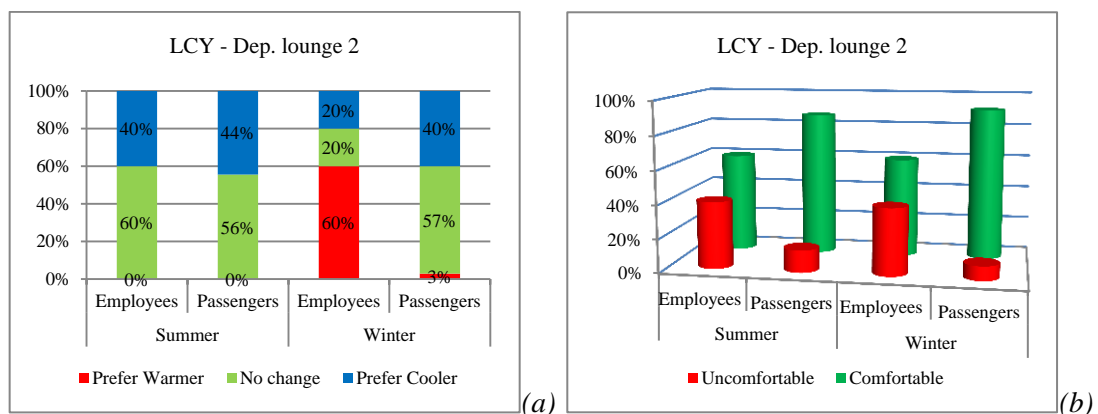 LCY - Dep. lounge 2
100%
80%
60%
40%
20%
0%
40%
44%
20%
40%
20%
60%
56%
60%
57%
0%
0%
3%
Employees Passengers Employees Passengers
Summer Winter
Prefer Warmer No change Prefer Cooler
(a)
LCY - Dep. lounge 2
100%
80%
60%
40%
20%
0%
Employees Passengers Employees Passengers
Summer Winter
Uncomfortable Comfortable
(b)